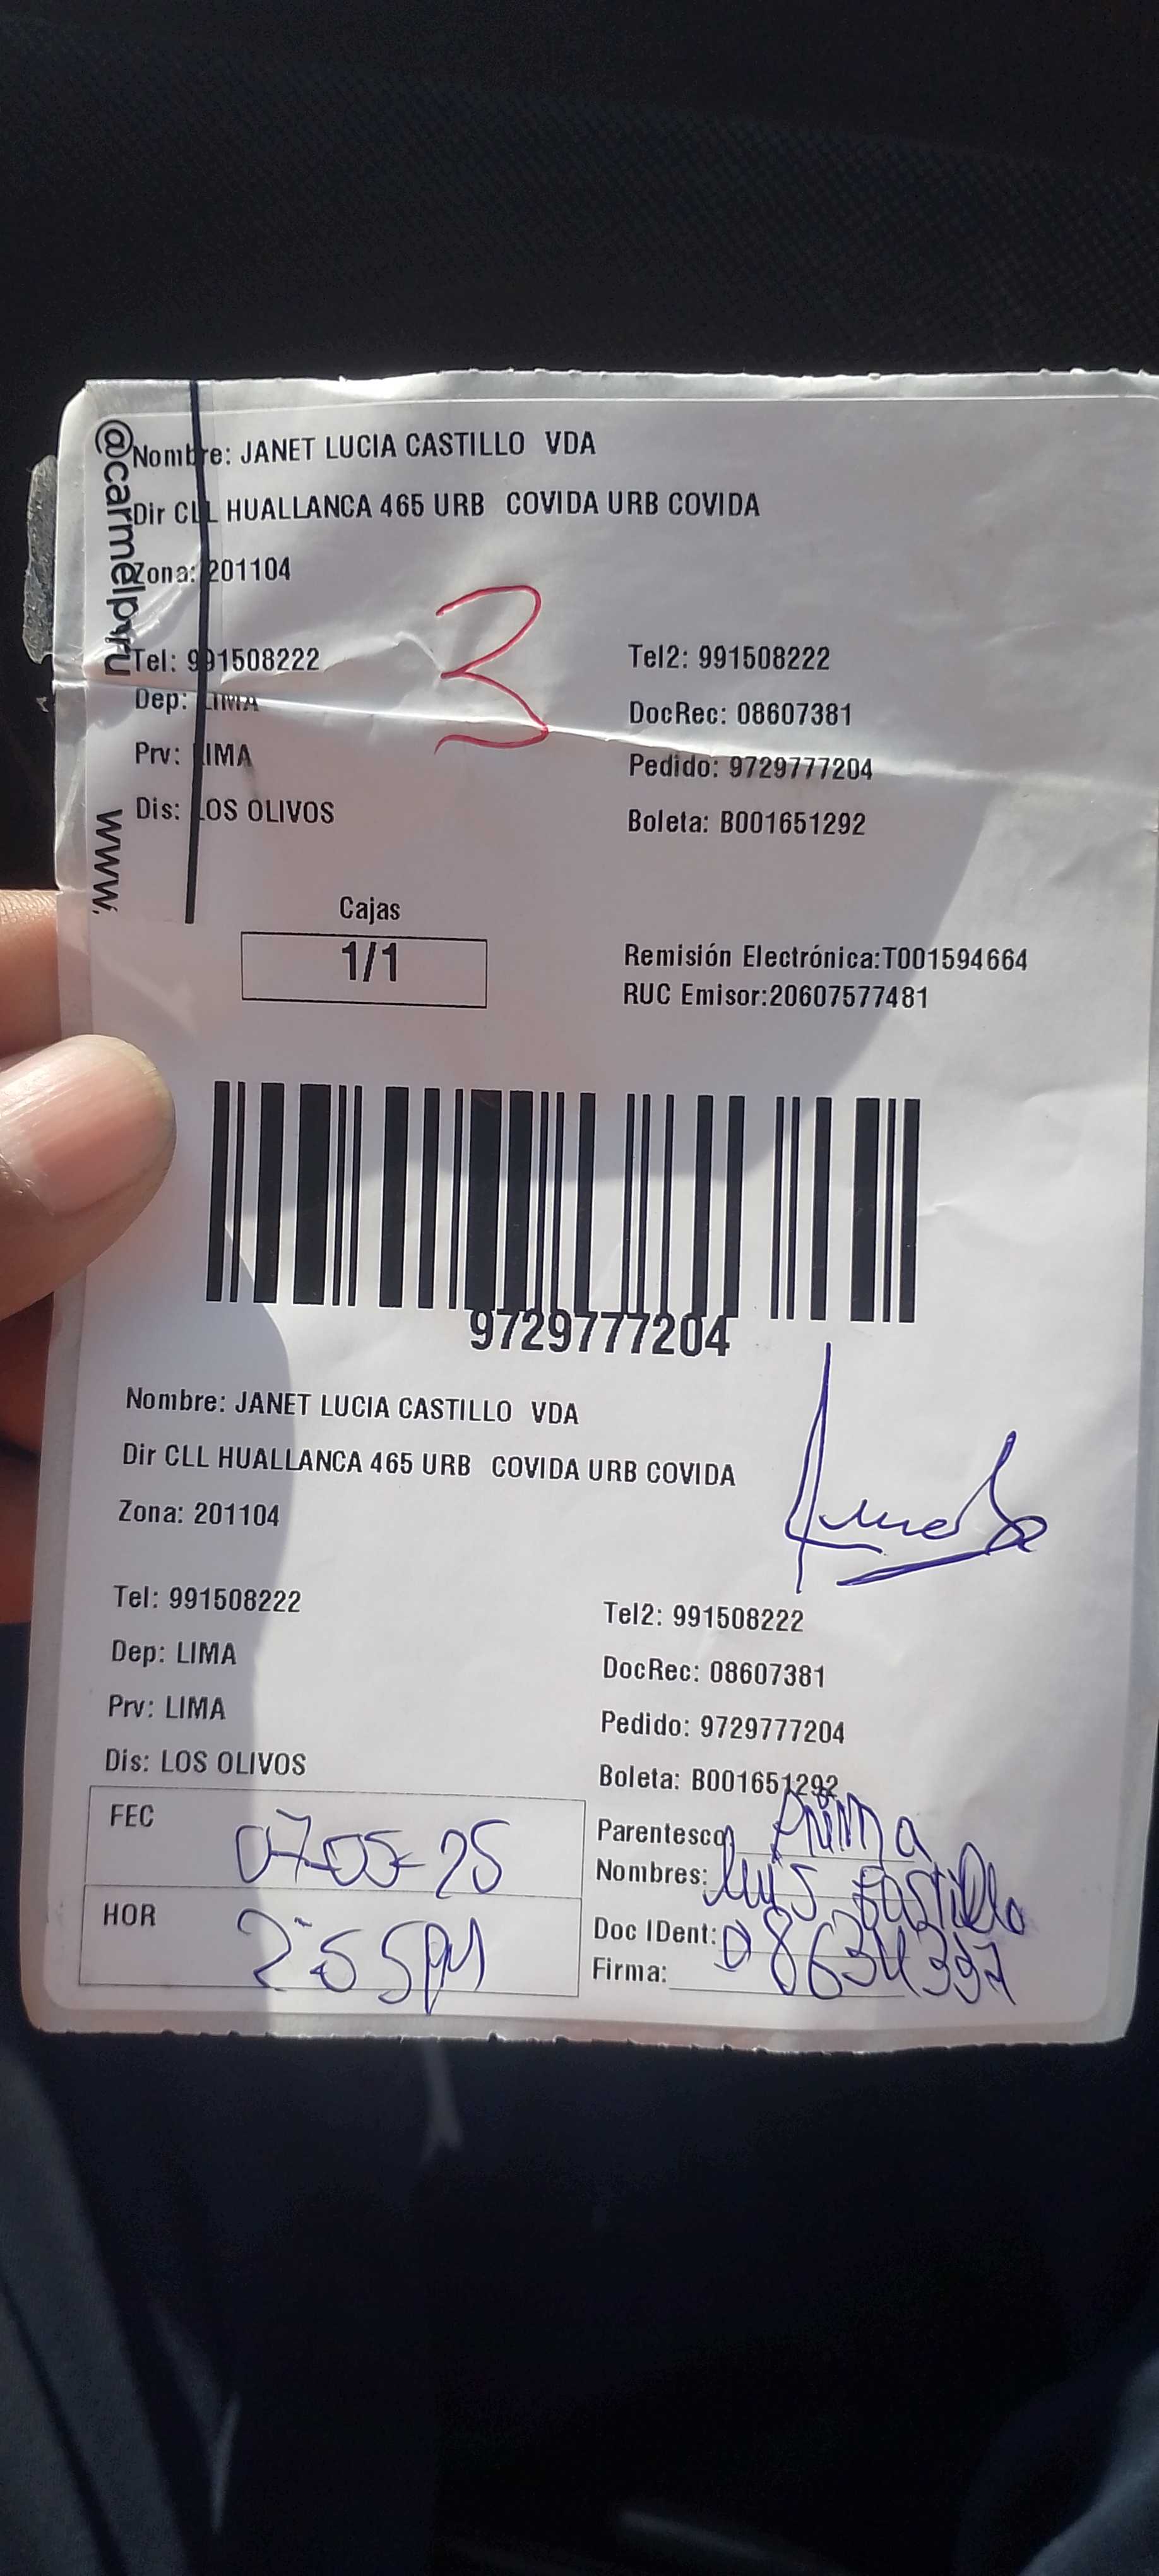 @carmelperu
www.
Nombre: JANET LUCIA CASTILLO VDA
Dir CLL HUALLANCA 465 URB COVIDA URB COVIDA
Zona: 201104
3
Tel: 991508222 Tel2: 991508222
Dep: LIMA DocRec: 08607381
Prv: LIMA Pedido: 9729777204
Dis: LOS OLIVOS Boleta: B001651292
Cajas
1/1
Remisión Electrónica:T001594664
RUC Emisor:20607577481
9729777204
Nombre: JANET LUCIA CASTILLO VDA
Dir CLL HUALLANCA 465 URB COVIDA URB COVIDA
Zona: 201104
Tel: 991508222 Tel2: 991508222
Dep: LIMA DocRec: 08607381
Prv: LIMA Pedido: 9729777204
Dis: LOS OLIVOS Boleta: B001651292
FEC 07-05-25 Parentesco Prima
Nombres: Luis Castillo
HOR Doc IDent: 08634397
Firma: